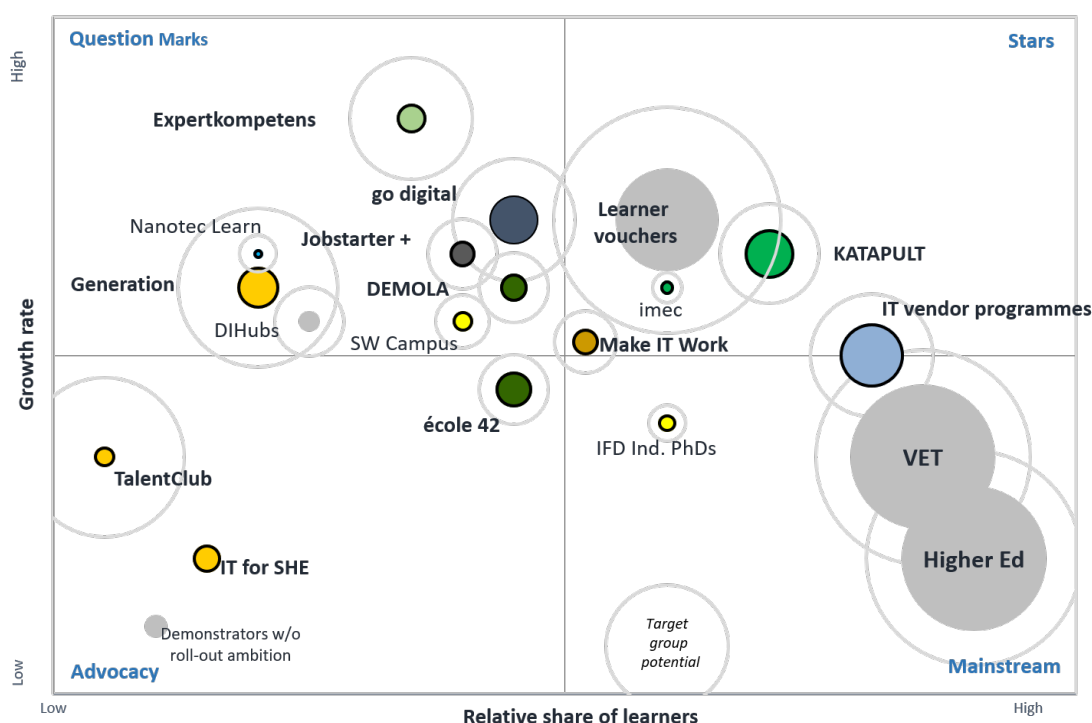 Question Marks
Stars
High
Expertkompetens
go digital
Nanotec Learn
Jobstarter +
Learner
vouchers
KATAPULT
Generation
DEMOLA
imec
IT vendor programmes
DIHubs
SW Campus
Make IT Work
Growth rate
école 42
IFD Ind. PhDs
VET
TalentClub
IT for SHE
Higher Ed
Demonstrators w/o
roll-out ambition
Target
group
potential
Low
Advocacy
Mainstream
Low
Relative share of learners
High